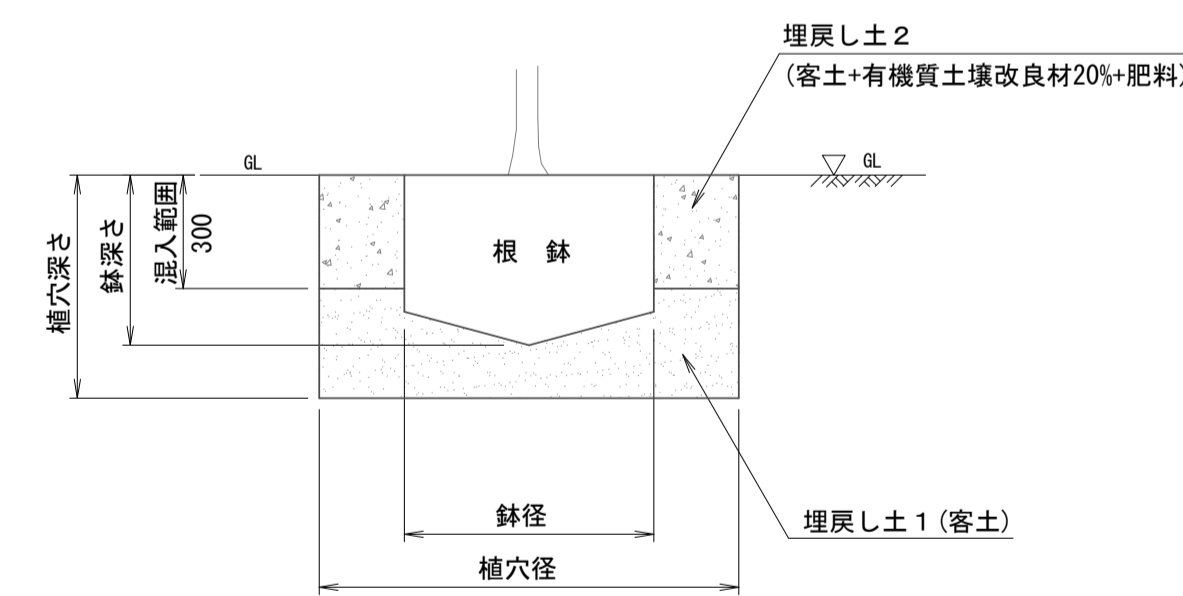 埋戻し土２
(客土+有機質土壌改良材20%+肥料)
GL
GL
植穴深さ
鉢深さ
混入範囲
300
根　鉢
鉢径
植穴径
埋戻し土１(客土)